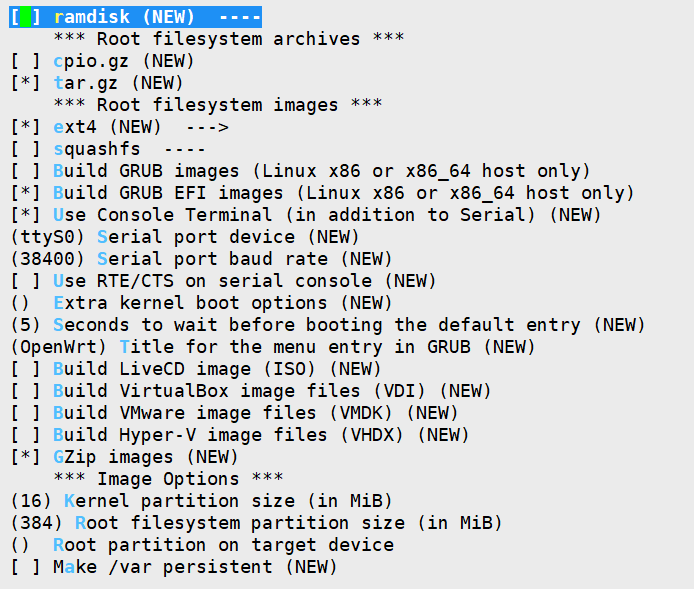 [ ] ramdisk (NEW)  ----
*** Root filesystem archives ***
[ ] cpio.gz (NEW)
[*] tar.gz (NEW)
*** Root filesystem images ***
[*] ext4 (NEW)  --->
[ ] squashfs  ----
[ ] Build GRUB images (Linux x86 or x86_64 host only)
[*] Build GRUB EFI images (Linux x86 or x86_64 host only)
[*] Use Console Terminal (in addition to Serial) (NEW)
(ttyS0) Serial port device (NEW)
(38400) Serial port baud rate (NEW)
[ ] Use RTE/CTS on serial console (NEW)
()  Extra kernel boot options (NEW)
(5) Seconds to wait before booting the default entry (NEW)
(OpenWrt) Title for the menu entry in GRUB (NEW)
[ ] Build LiveCD image (ISO) (NEW)
[ ] Build VirtualBox image files (VDI) (NEW)
[ ] Build VMware image files (VMDK) (NEW)
[ ] Build Hyper-V image files (VHDX) (NEW)
[*] GZip images (NEW)
*** Image Options ***
(16) Kernel partition size (in MiB)
(384) Root filesystem partition size (in MiB)
()  Root partition on target device
[ ] Make /var persistent (NEW)